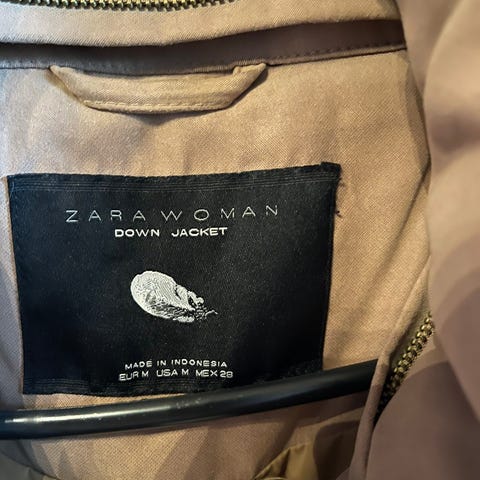 ZARA WOMAN
DOWN JACKET
MADE IN INDONESIA
EUR M USA M MEX 28